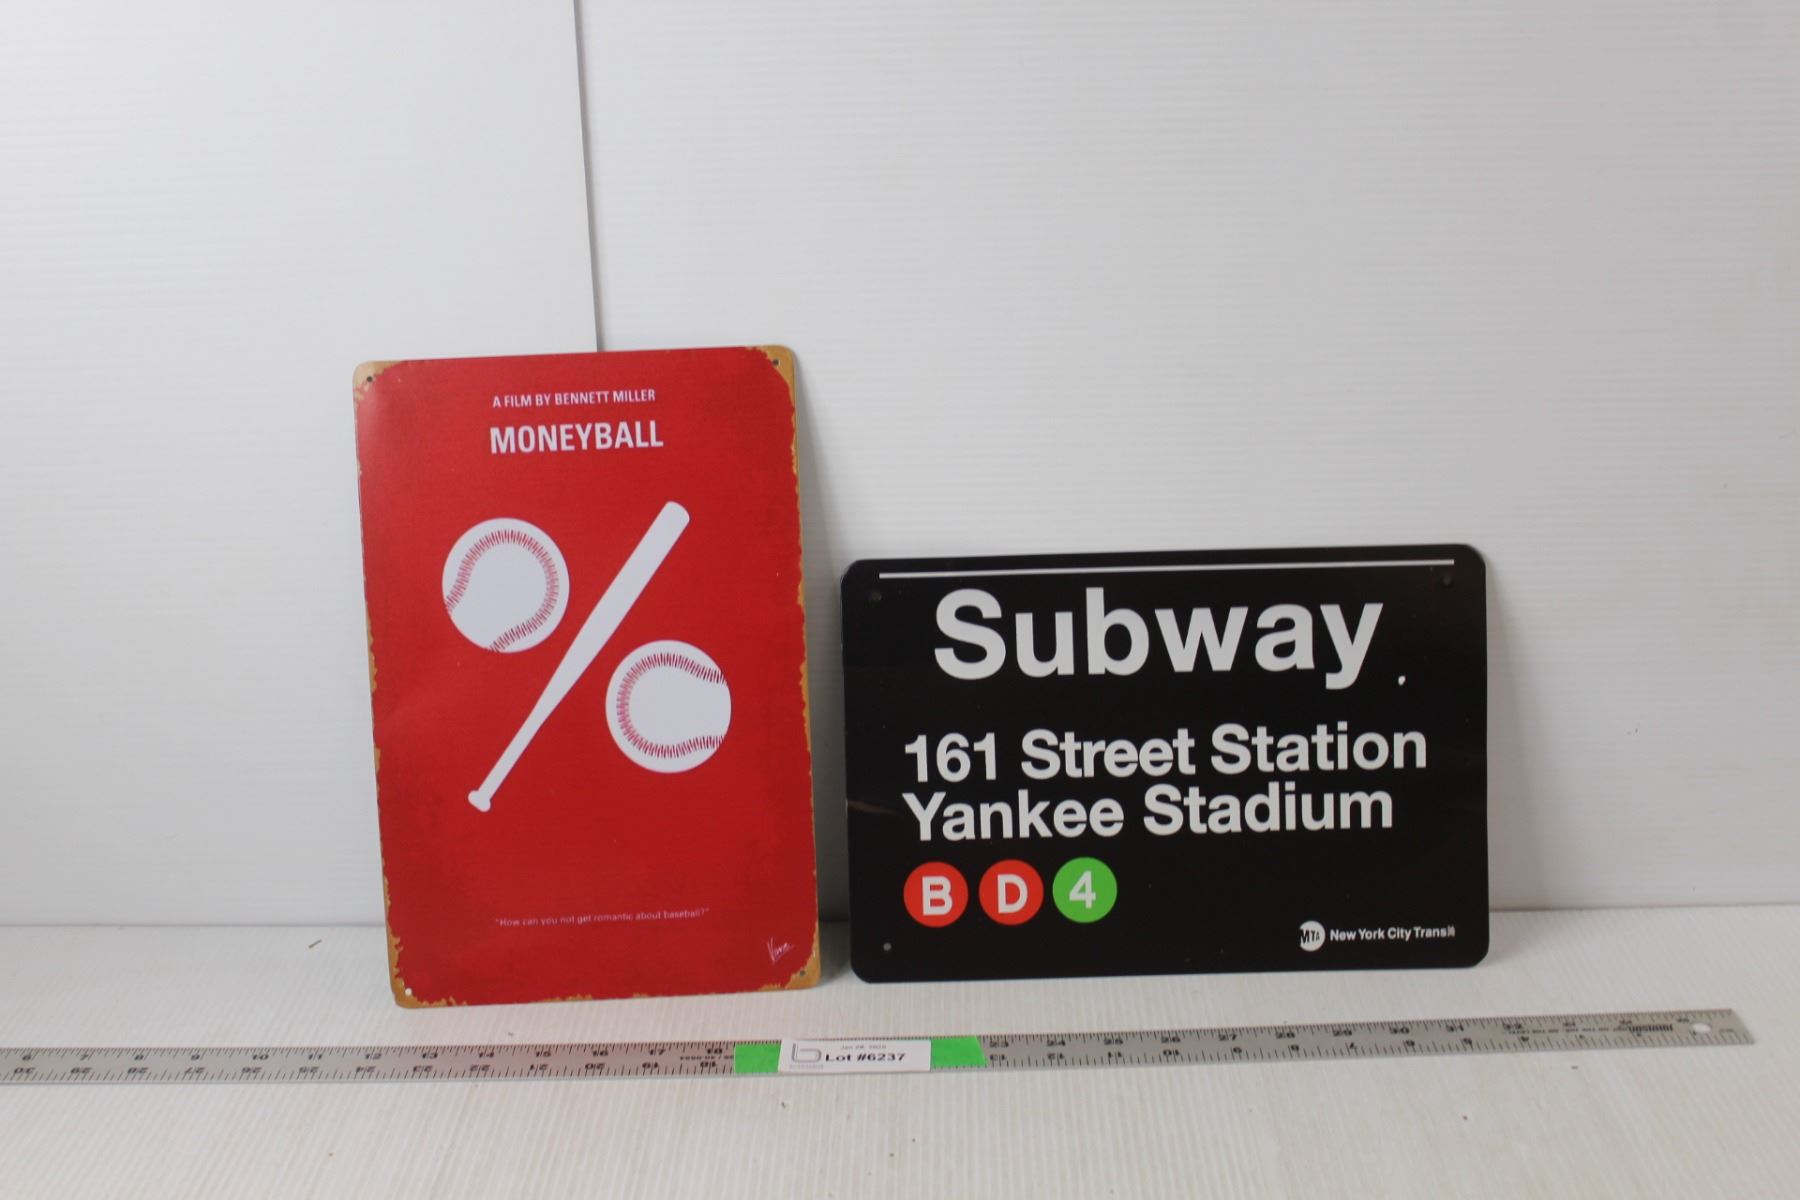 A FILM BY BENNETT MILLER
MONEYBALL
"How can you not get romantic about baseball?"
Subway
161 Street Station
Yankee Stadium
B D 4
MTA New York City Transit
Lot #6237